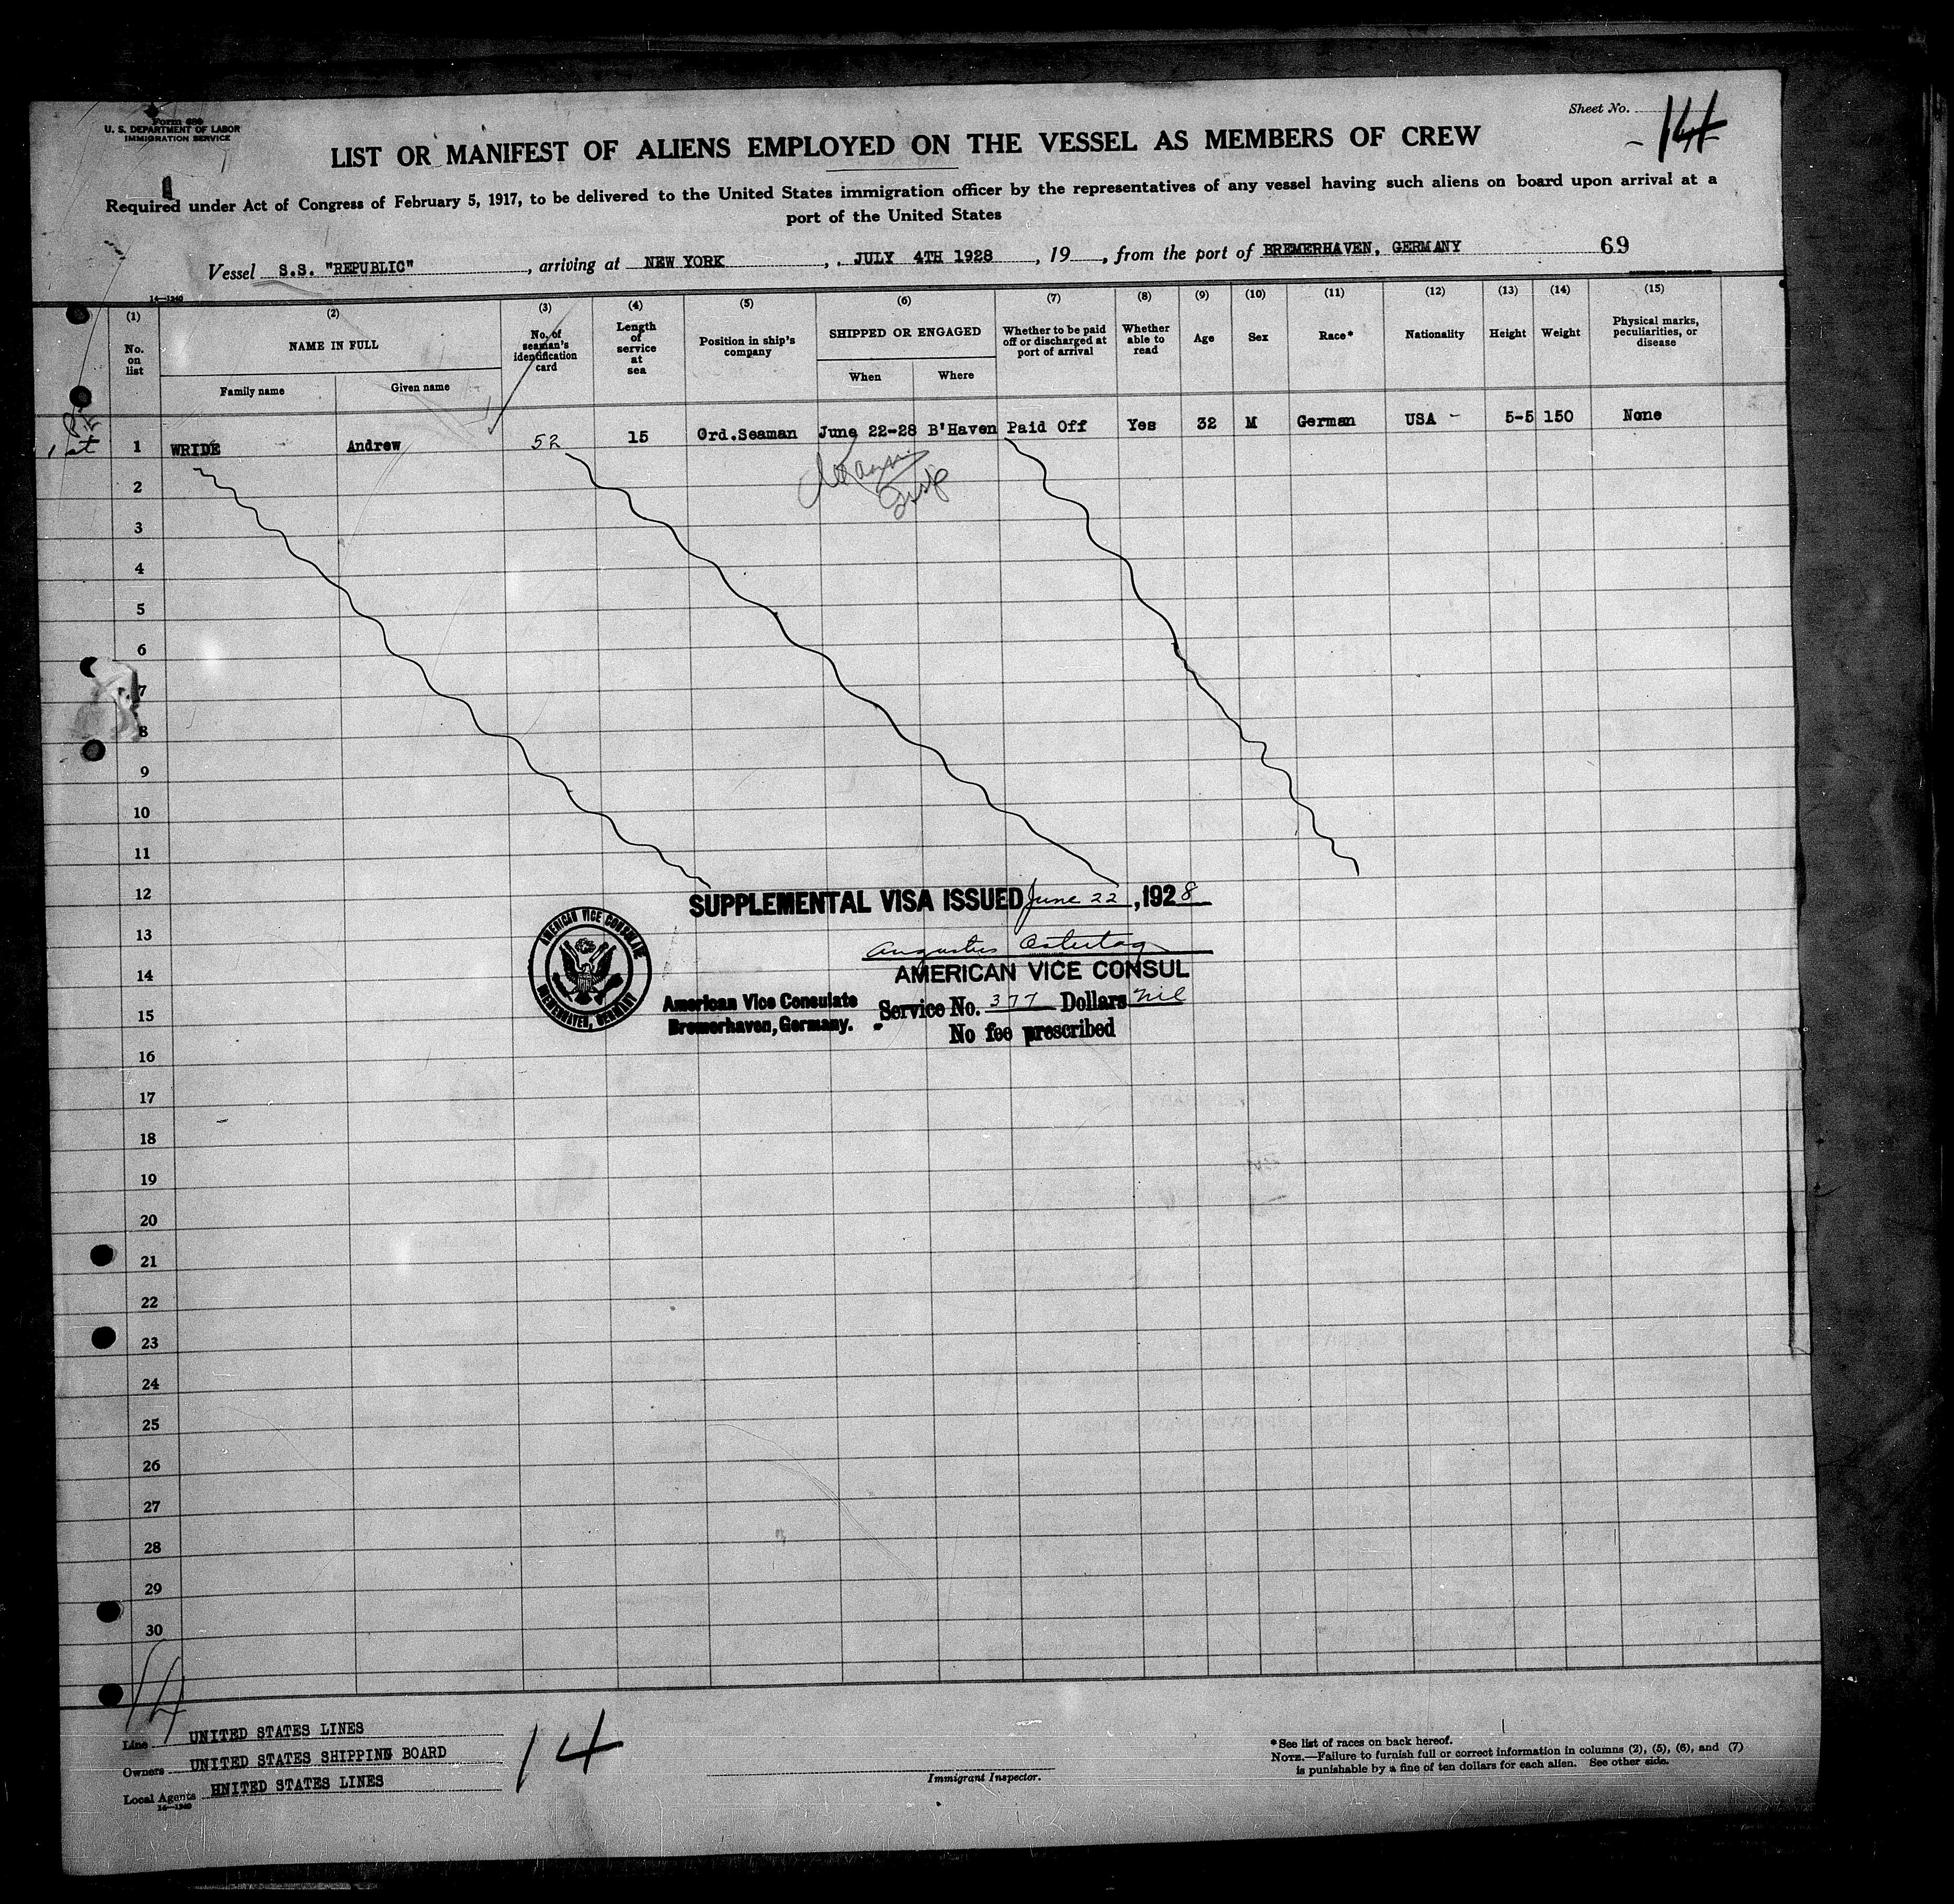 Form 680
U. S. DEPARTMENT OF LABOR
IMMIGRATION SERVICE
Sheet No.
14
LIST OR MANIFEST OF ALIENS EMPLOYED ON THE VESSEL AS MEMBERS OF CREW
Required under Act of Congress of February 5, 1917, to be delivered to the United States immigration officer by the representatives of any vessel having such aliens on board upon arrival at a
port of the United States
Vessel S.S. "REPUBLIC", arriving at NEW YORK, JULY 4TH 1928, 19, from the port of BREMERHAVEN, GERMANY 69
14—1240
(1) (2) (3) (4) (5) (6) (7) (8) (9) (10) (11) (12) (13) (14) (15)
No. on list
NAME IN FULL
Family name
Given name
No. of seaman's identification card
Length of service at sea
Position in ship's company
SHIPPED OR ENGAGED
When
Where
Whether to be paid off or discharged at port of arrival
Whether able to read
Age
Sex
Race*
Nationality
Height
Weight
Physical marks, peculiarities, or disease
1 WRIDE Andrew 52 15 Ord.Seaman June 22-28 B'Haven Paid Off Yes 32 M German USA - 5-5 150 None
2
3
4
5
6
7
8
9
10
11
12
SUPPLEMENTAL VISA ISSUED June 22, 1928
13
Augustus Ostertag
14
AMERICAN VICE CONSUL
AMERICAN VICE CONSULATE
BREMERHAVEN, GERMANY
American Vice Consulate
Bremerhaven, Germany.
15
Service No. 377 Dollars nil
No fee prescribed
16
17
18
19
20
21
22
23
24
25
26
27
28
29
30
14
Line UNITED STATES LINES
Owners UNITED STATES SHIPPING BOARD
Local Agents HNITED STATES LINES
14—1240
14
Immigrant Inspector.
*See list of races on back hereof.
NOTE.—Failure to furnish full or correct information in columns (2), (5), (6), and (7)
is punishable by a fine of ten dollars for each alien. See other side.